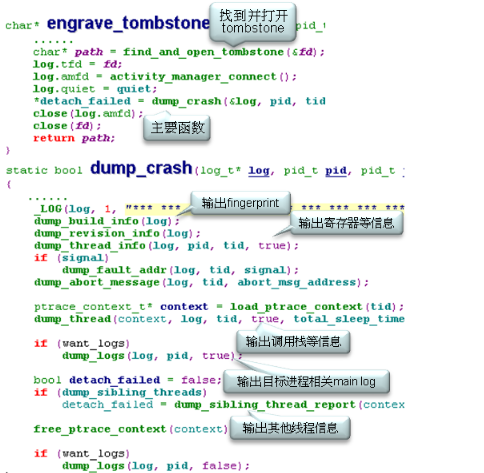 char* engrave_tombstone pid_t
找到并打开
tombstone
......
char* path = find_and_open_tombstone(&fd);
log.tfd = fd;
log.amfd = activity_manager_connect();
log.quiet = quiet;
*detach_failed = dump_crash(&log, pid, tid
close(log.amfd);
close(fd);
主要函数
return path;
}
static bool dump_crash(log_t* log, pid_t pid, pid_t
{
......
_LOG(log, 1, "*** *** *** *** *** *** ***
输出fingerprint
dump_build_info(log);
dump_revision_info(log);
输出寄存器等信息
dump_thread_info(log, pid, tid, true);
if (signal)
dump_fault_addr(log, tid, signal);
dump_abort_message(log, tid, abort_msg_address);
ptrace_context_t* context = load_ptrace_context(tid);
dump_thread(context, log, tid, true, total_sleep_time
输出调用栈等信息
if (want_logs)
dump_logs(log, pid, true);
输出目标进程相关main log
bool detach_failed = false;
if (dump_sibling_threads)
detach_failed = dump_sibling_thread_report(contex
输出其他线程信息
free_ptrace_context(context)
if (want_logs)
dump_logs(log, pid, false);